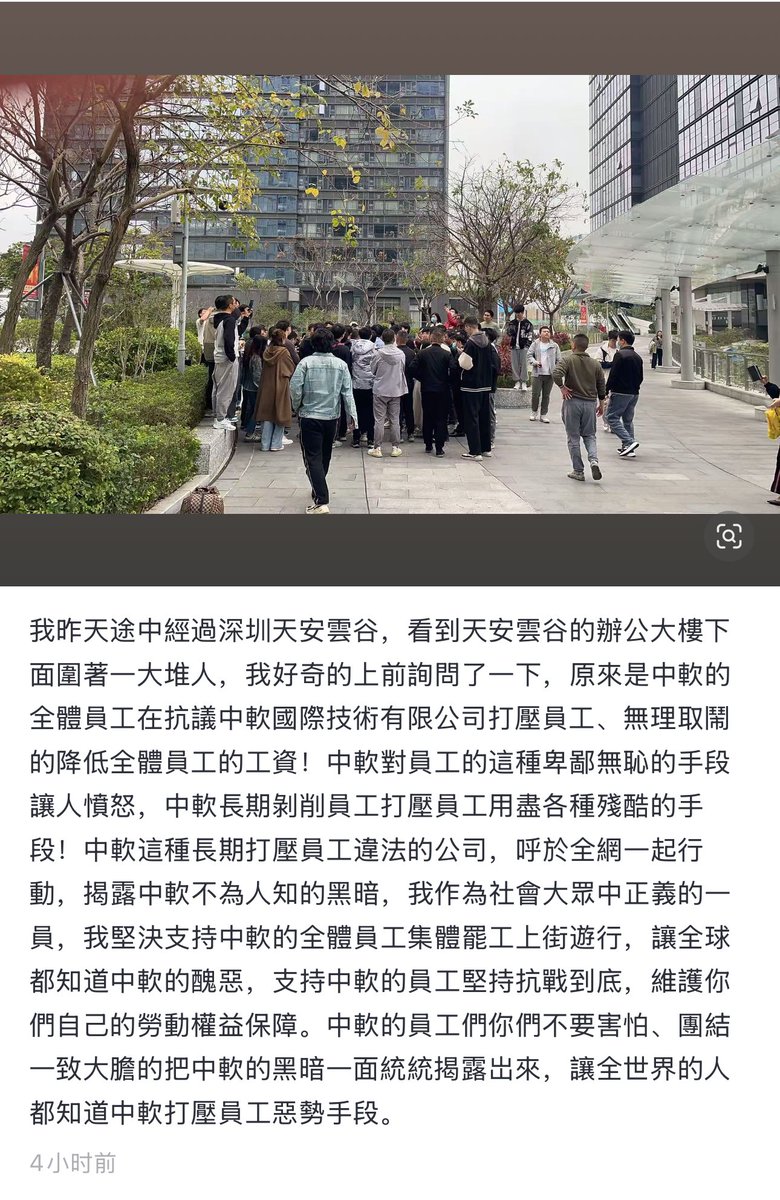 我昨天途中經過深圳天安雲谷，看到天安雲谷的辦公大樓下
面圍著一大堆人，我好奇的上前詢問了一下，原來是中軟的
全體員工在抗議中軟國際技術有限公司打壓員工、無理取鬧
的降低全體員工的工資！中軟對員工的這種卑鄙無恥的手段
讓人憤怒，中軟長期剝削員工打壓員工用盡各種殘酷的手
段！中軟這種長期打壓員工違法的公司，呼於全網一起行
動，揭露中軟不為人知的黑暗，我作為社會大眾中正義的一
員，我堅決支持中軟的全體員工集體罷工上街遊行，讓全球
都知道中軟的醜惡，支持中軟的員工堅持抗戰到底，維護你
們自己的勞動權益保障。中軟的員工們你們不要害怕、團結
一致大膽的把中軟的黑暗一面統統揭露出來，讓全世界的人
都知道中軟打壓員工惡勢手段。
4小时前